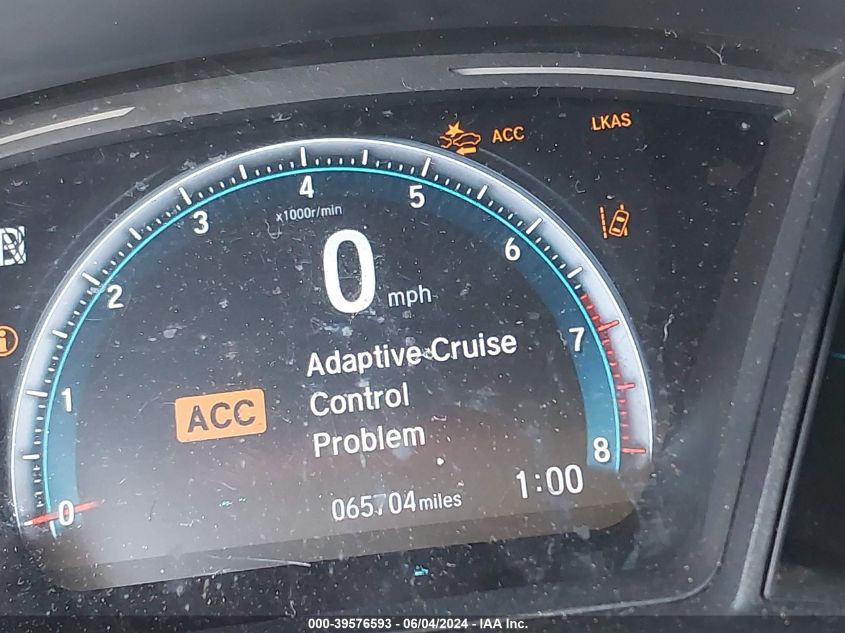 ACC LKAS
4
3 5
x1000r/min
2 6
0 mph
7
Adaptive Cruise
1 ACC Control
Problem
8
0 065704 miles 1:00
000-39576593 - 06/04/2024 - IAA Inc.